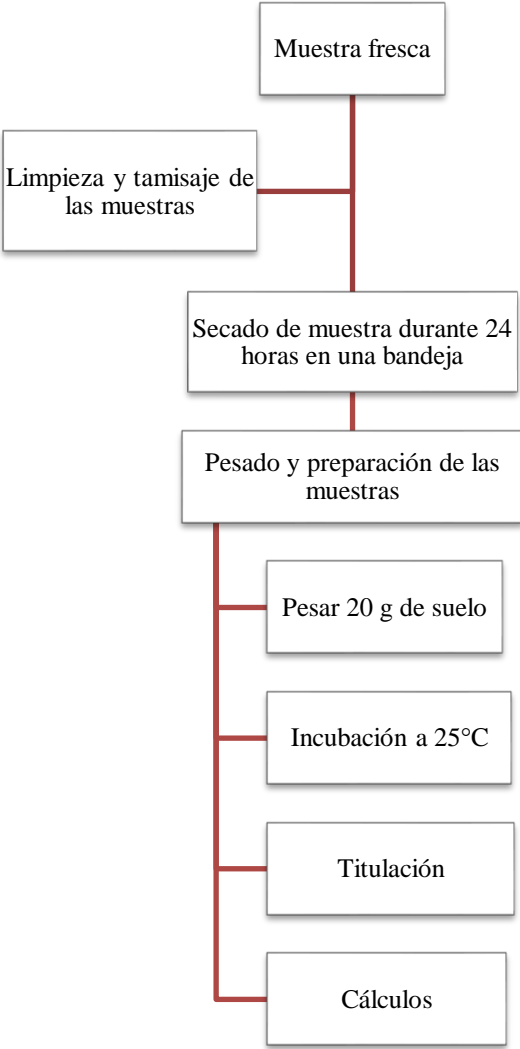 Muestra fresca
Limpieza y tamisaje de
las muestras
Secado de muestra durante 24
horas en una bandeja
Pesado y preparación de las
muestras
Pesar 20 g de suelo
Incubación a 25°C
Titulación
Cálculos